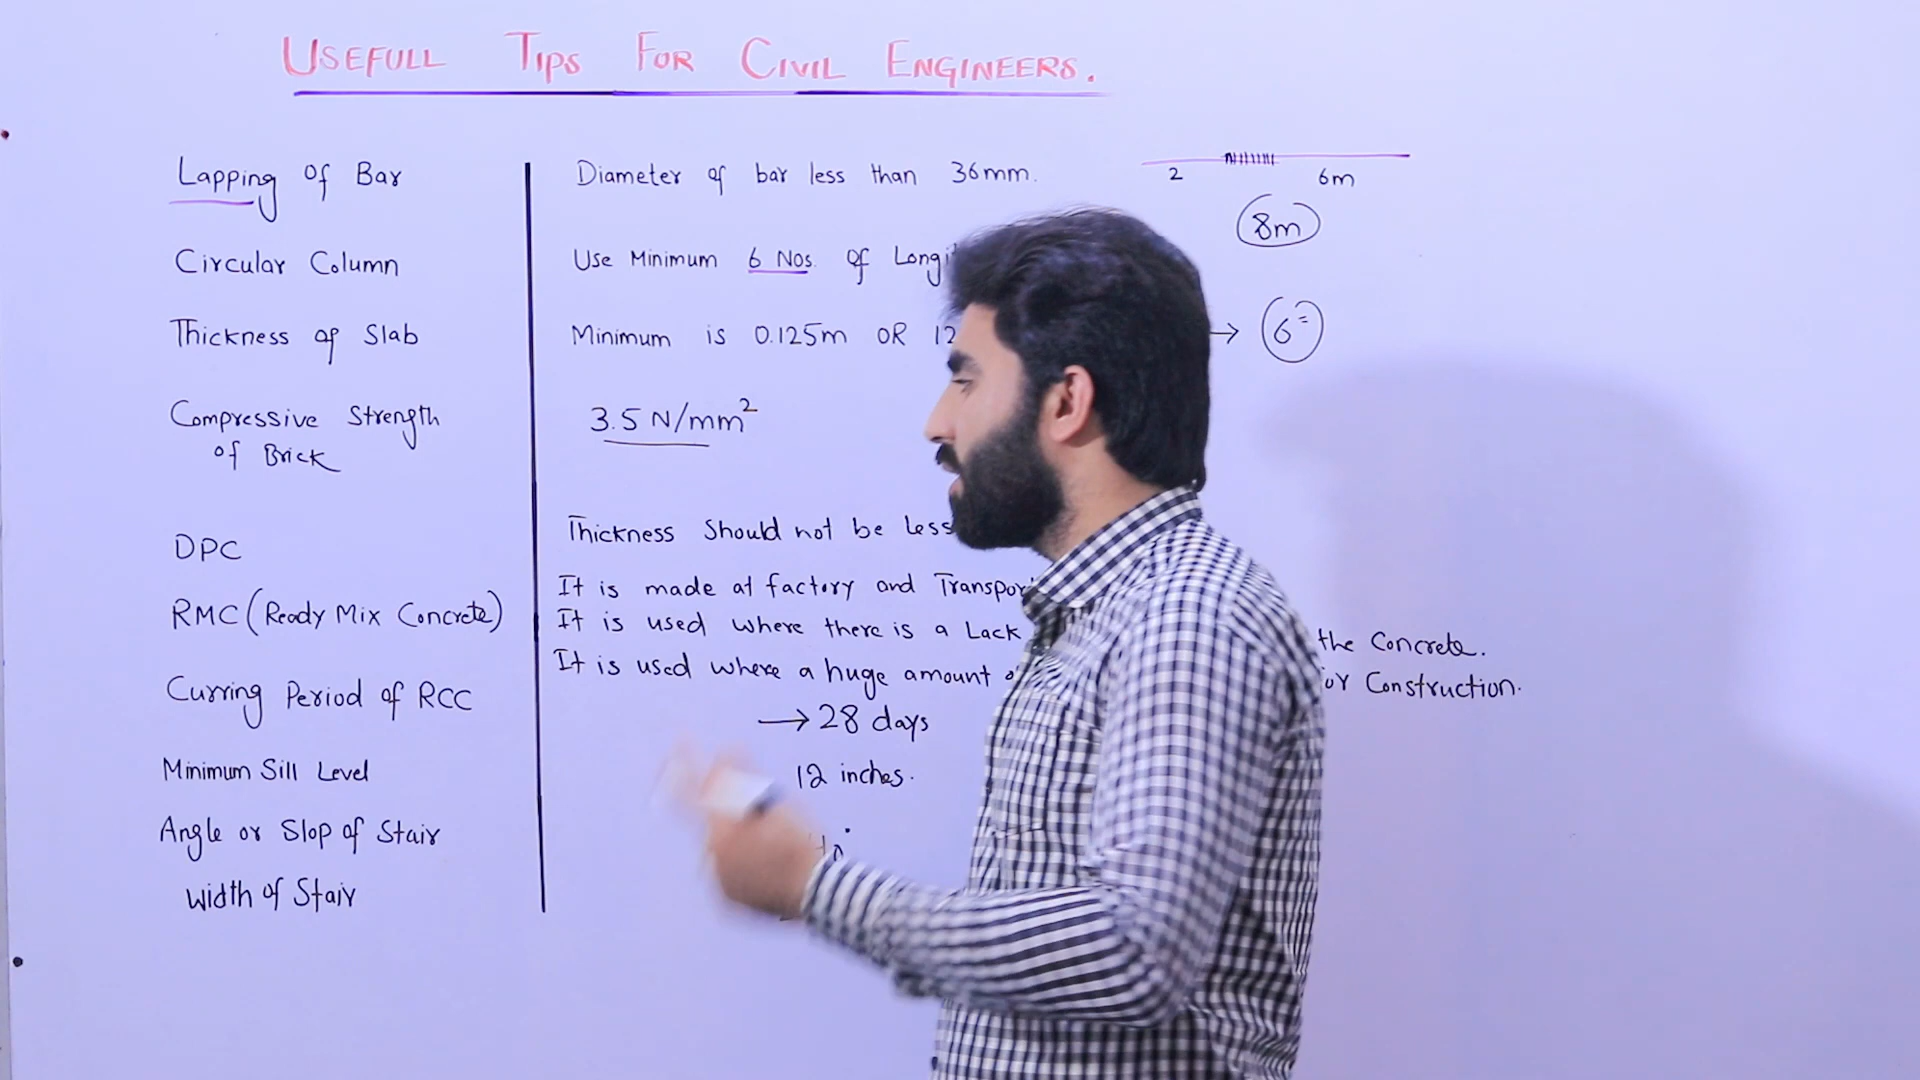 USEFULL TIPS FOR CIVIL ENGINEERS.
Lapping of Bar
Diameter of bar less than 36mm.
2 6m
8m
Circular Column
Use Minimum 6 Nos. of
Thickness of Slab
Minimum is 0.125m OR → 6"
Compressive Strength
of Brick
3.5 N/mm²
DPC
Thickness Should not be Less
RMC (Ready Mix Concrete)
It is made at factory and
It is used where there is a Lack the Concrete.
It is used where a huge amount Construction.
Curring Period of RCC
→ 28 days
Minimum Sill Level
12 inches.
Angle or Slop of Stair
Width of Stair